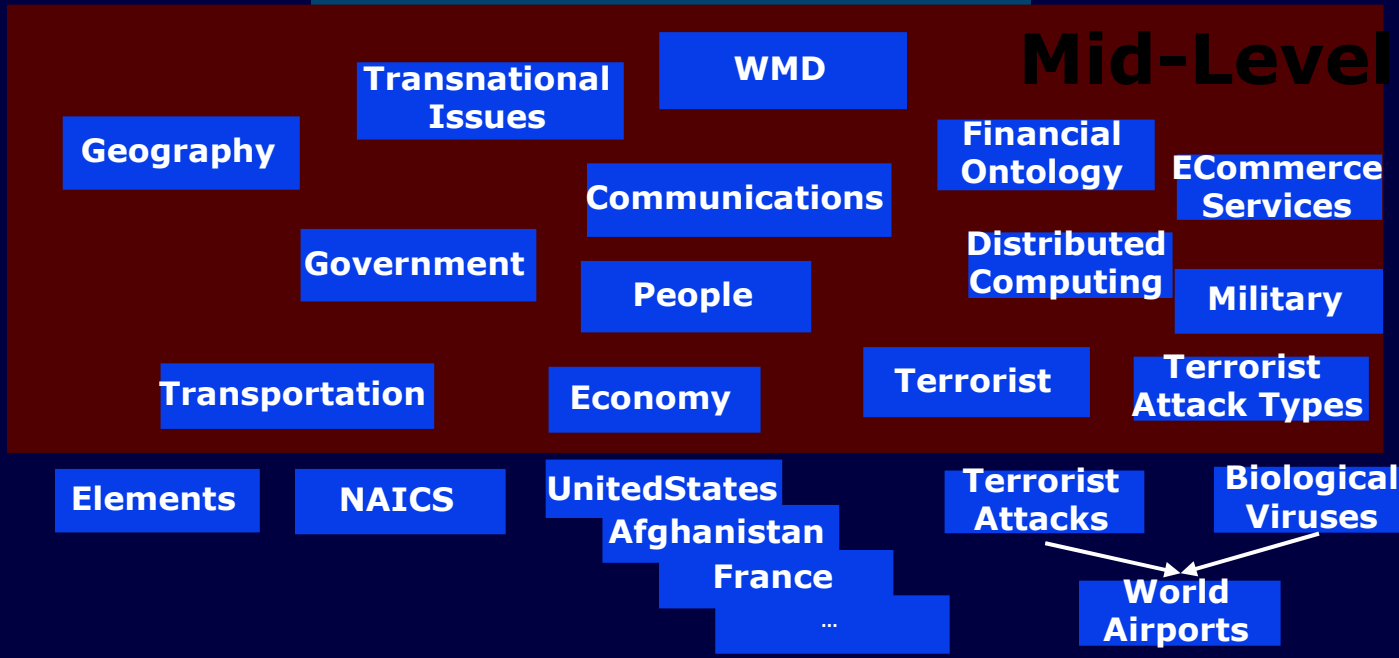 Mid-Level
WMD
Transnational
Issues
Geography
Financial
Ontology
ECommerce
Services
Communications
Government
Distributed
Computing
People
Military
Transportation
Economy
Terrorist
Terrorist
Attack Types
Elements
NAICS
UnitedStates
Afghanistan
France
...
Terrorist
Attacks
Biological
Viruses
World
Airports